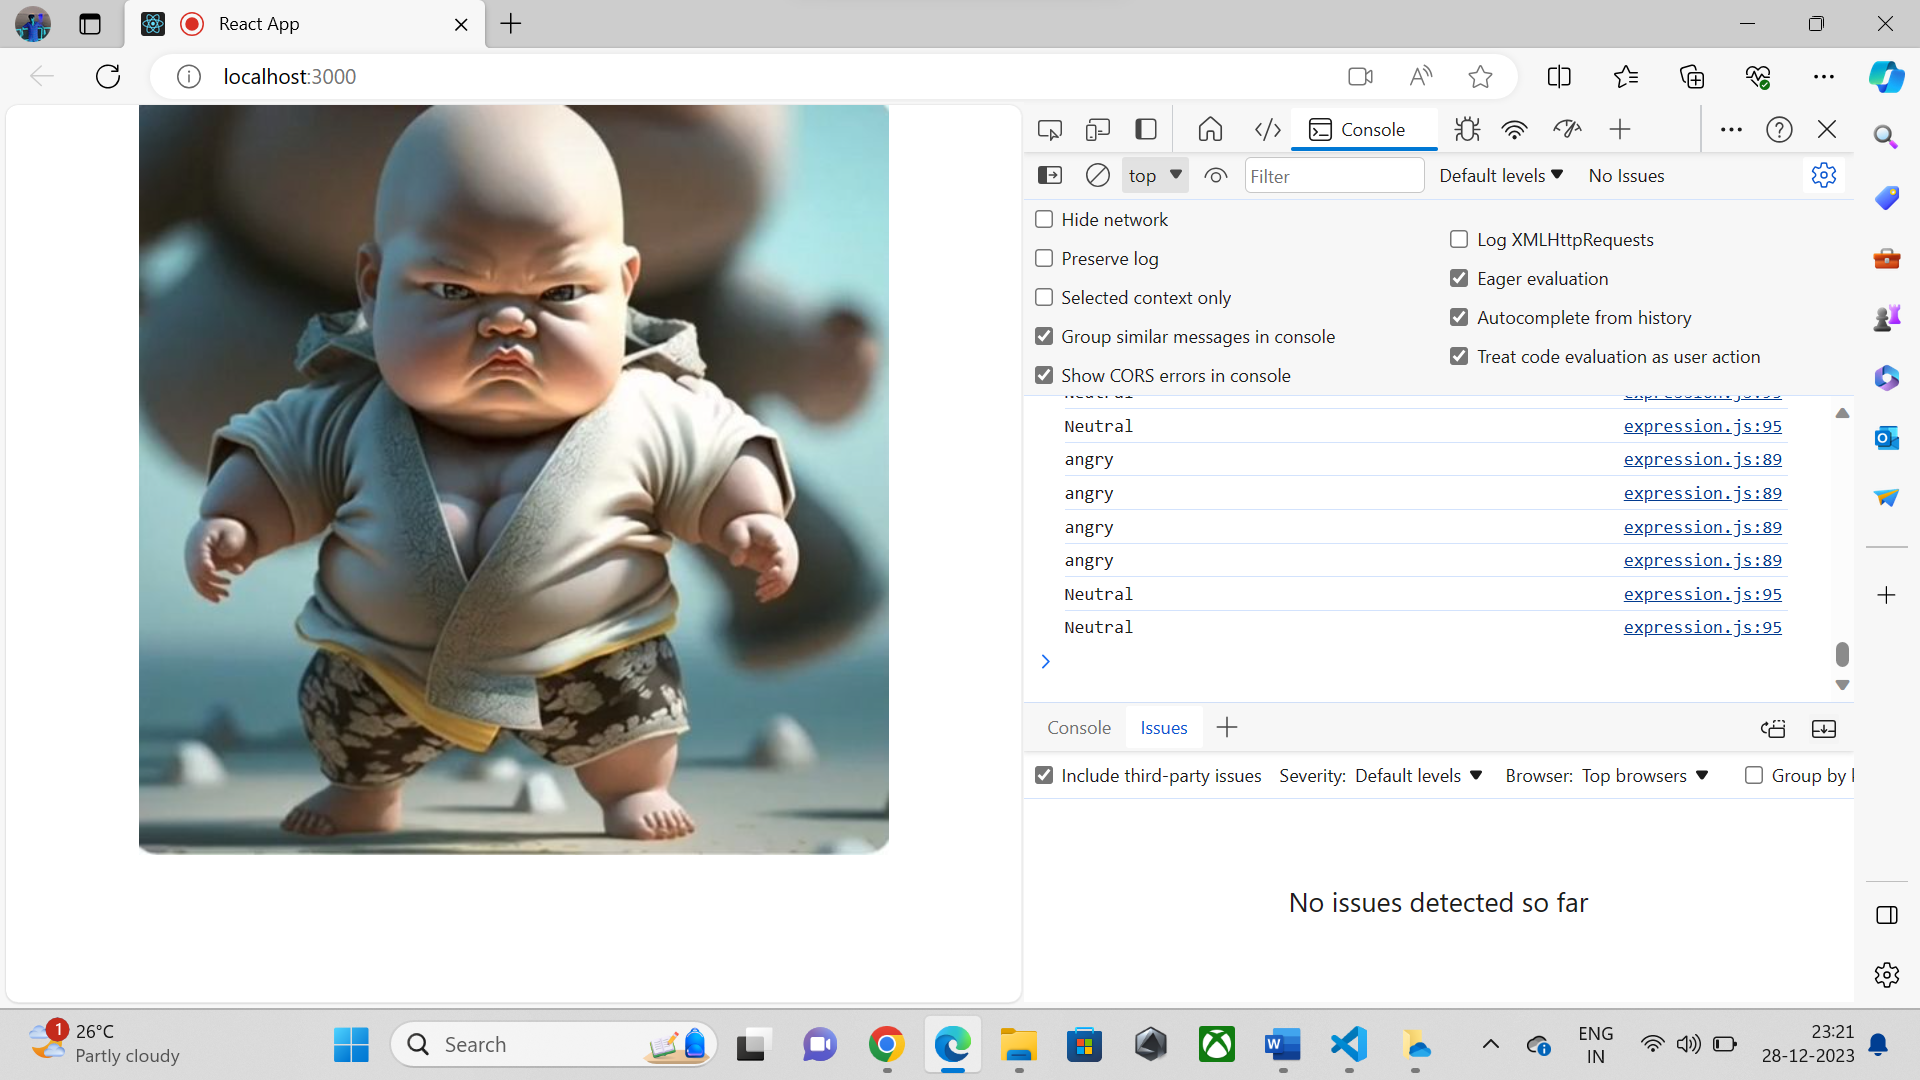 React App
localhost:3000
Console
top
Filter
Default levels
No Issues
Hide network
Log XMLHttpRequests
Preserve log
Eager evaluation
Selected context only
Autocomplete from history
Group similar messages in console
Treat code evaluation as user action
Show CORS errors in console
Neutral expression.js:95
Neutral expression.js:95
angry expression.js:89
angry expression.js:89
angry expression.js:89
angry expression.js:89
Neutral expression.js:95
Neutral expression.js:95
Console
Issues
Include third-party issues
Severity: Default levels
Browser: Top browsers
Group by
No issues detected so far
1
26°C
Partly cloudy
Search
ENG
IN
23:21
28-12-2023